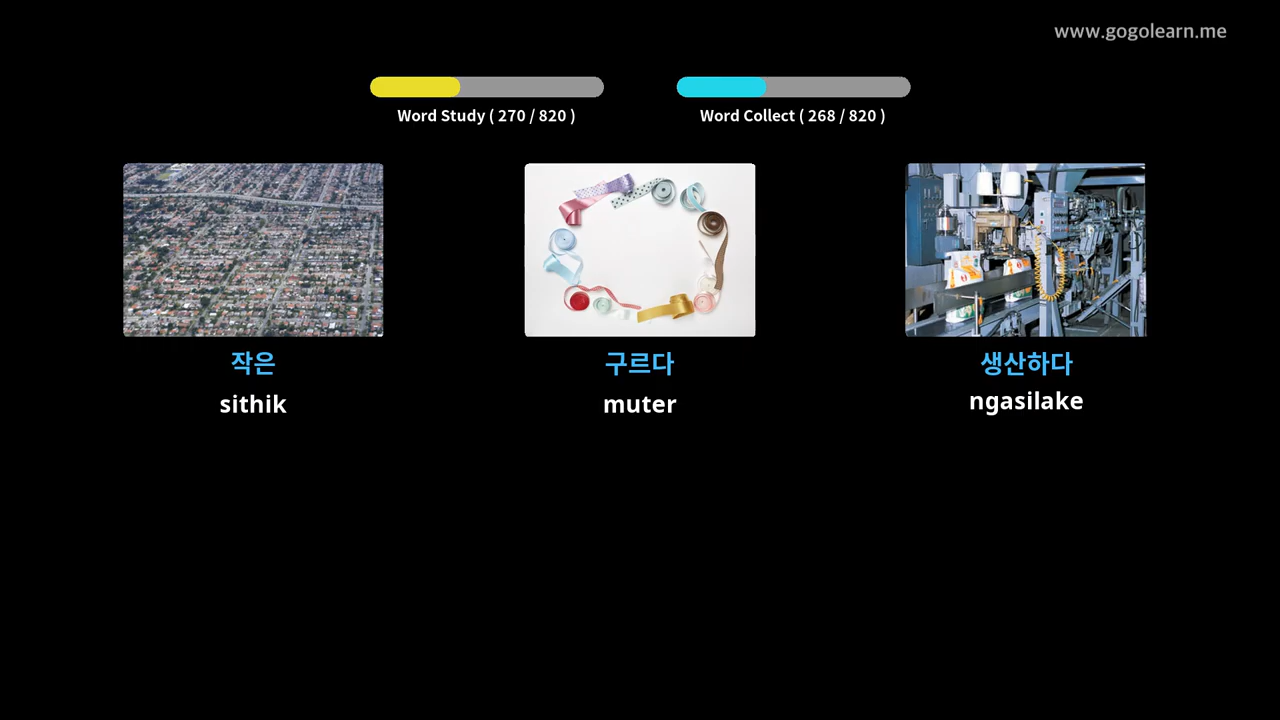 www.gogolearn.me
Word Study ( 270 / 820 )
Word Collect ( 268 / 820 )
작은
sithik
구르다
muter
생산하다
ngasilake